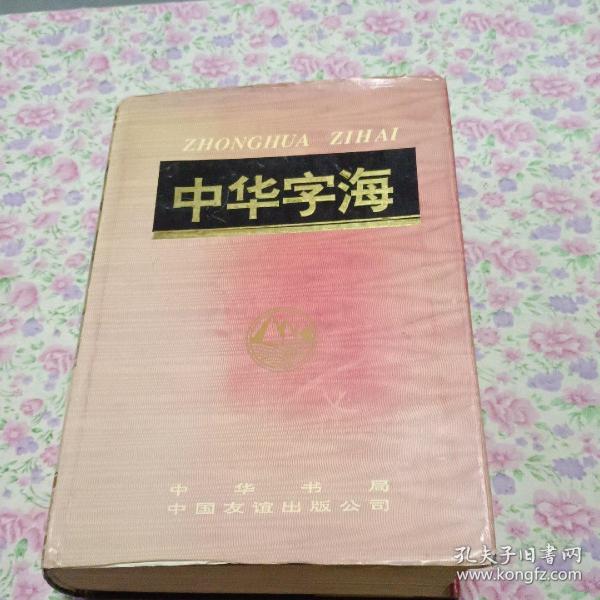 ZHONGHUA ZIHAI
中华字海
中华书局
中国友谊出版公司
孔夫子旧书网
www.kongfz.com